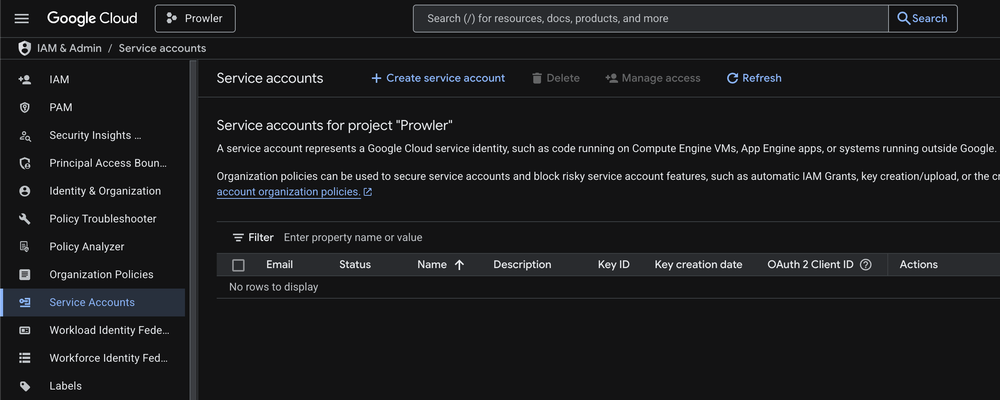 Google Cloud
Prowler
Search (/) for resources, docs, products, and more
Search
IAM & Admin / Service accounts
IAM
PAM
Security Insights ...
Principal Access Boun...
Identity & Organization
Policy Troubleshooter
Policy Analyzer
Organization Policies
Service Accounts
Workload Identity Fede...
Workforce Identity Fed...
Labels
Service accounts
Create service account
Delete
Manage access
Refresh
Service accounts for project "Prowler"
A service account represents a Google Cloud service identity, such as code running on Compute Engine VMs, App Engine apps, or systems running outside Google.
Organization policies can be used to secure service accounts and block risky service account features, such as automatic IAM Grants, key creation/upload, or the
account organization policies.
Filter Enter property name or value
Email Status Name Description Key ID Key creation date OAuth 2 Client ID Actions
No rows to display